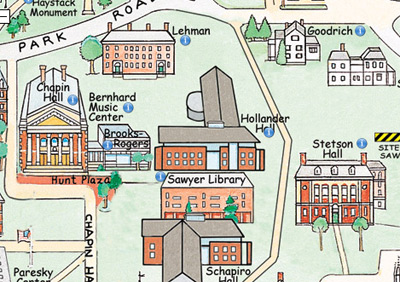 Haystack
Monument
PARK ROAD
Lehman
Goodrich
Chapin
Hall
Bernhard
Music
Center
Brooks-
Rogers
Hollander
Hall
Stetson
Hall
SITE
SAW
Hunt Plaza
Sawyer Library
CHAPIN HA
Paresky
Center
Schapiro
Hall